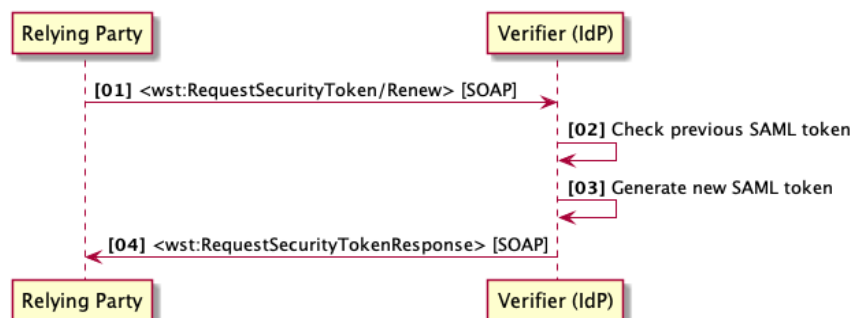 Relying Party Verifier (IdP)
[01] <wst:RequestSecurityToken/Renew> [SOAP]
[02] Check previous SAML token
[03] Generate new SAML token
[04] <wst:RequestSecurityTokenResponse> [SOAP]
Relying Party Verifier (IdP)